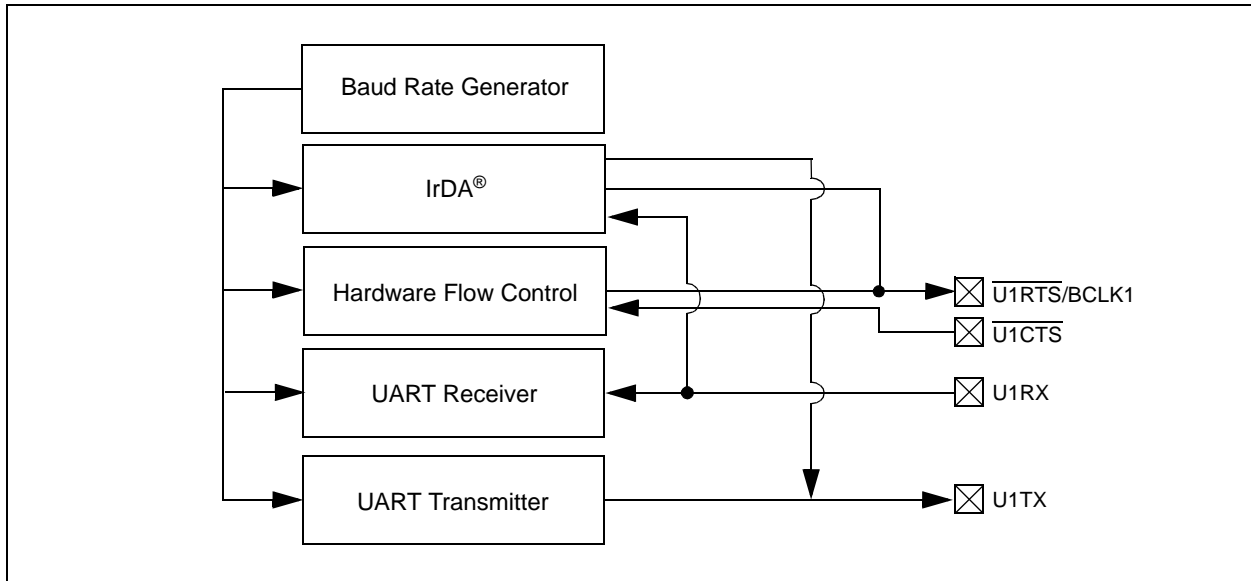 Baud Rate Generator
IrDA®
Hardware Flow Control
U1RTS/BCLK1
U1CTS
UART Receiver
U1RX
UART Transmitter
U1TX